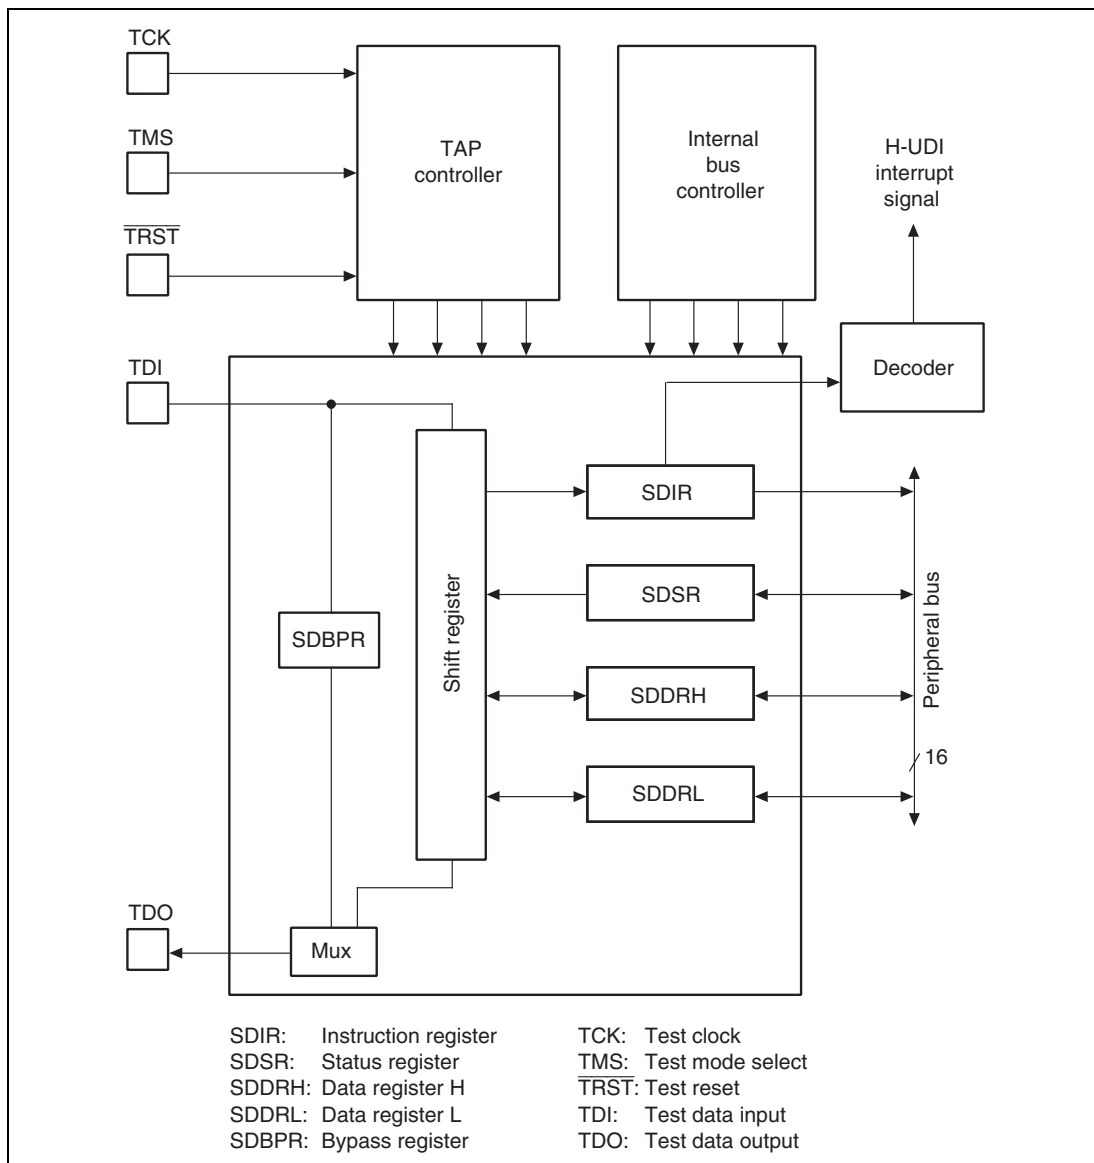 TCK
TMS
TRST
TDI
TDO
TAP
controller
Internal
bus
controller
H-UDI
interrupt
signal
Decoder
SDIR
SDSR
SDDRH
SDDRL
SDBPR
Shift register
Peripheral bus
16
Mux
SDIR: Instruction register
SDSR: Status register
SDDRH: Data register H
SDDRL: Data register L
SDBPR: Bypass register
TCK: Test clock
TMS: Test mode select
TRST: Test reset
TDI: Test data input
TDO: Test data output